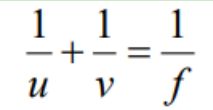 1/u + 1/v = 1/f